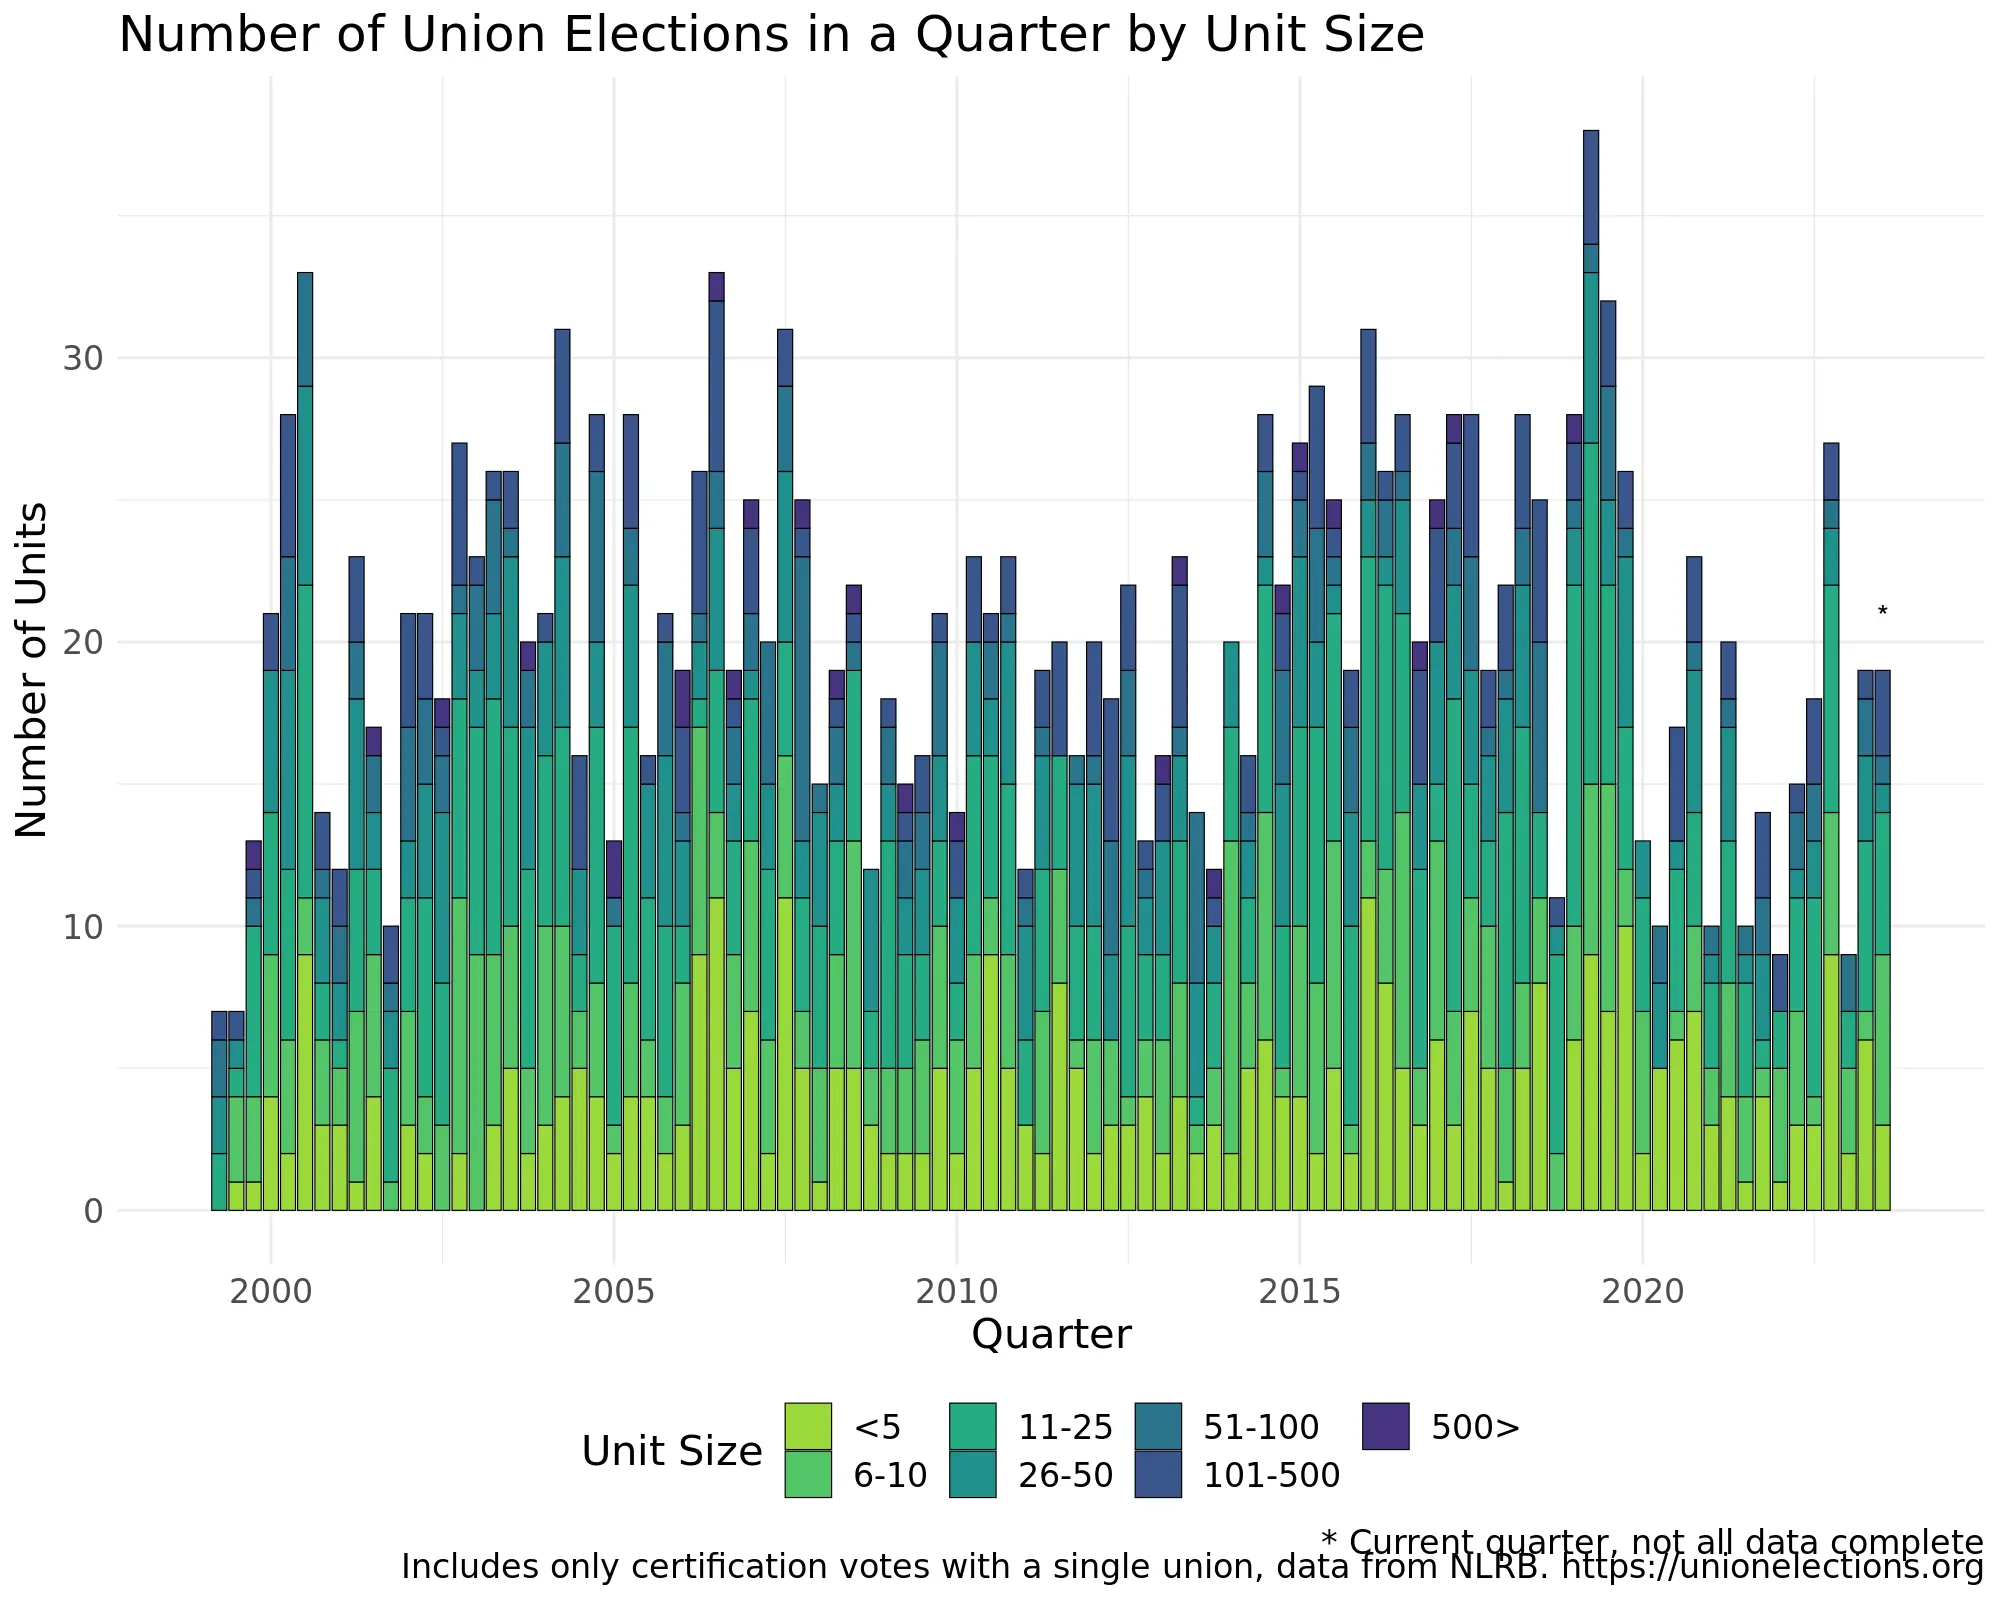 Number of Union Elections in a Quarter by Unit Size
Number of Units
30
20
10
0
*
2000 2005 2010 2015 2020
Quarter
Unit Size
<5 11-25 51-100 500>
6-10 26-50 101-500
* Current quarter, not all data complete
Includes only certification votes with a single union, data from NLRB. https://unionelections.org